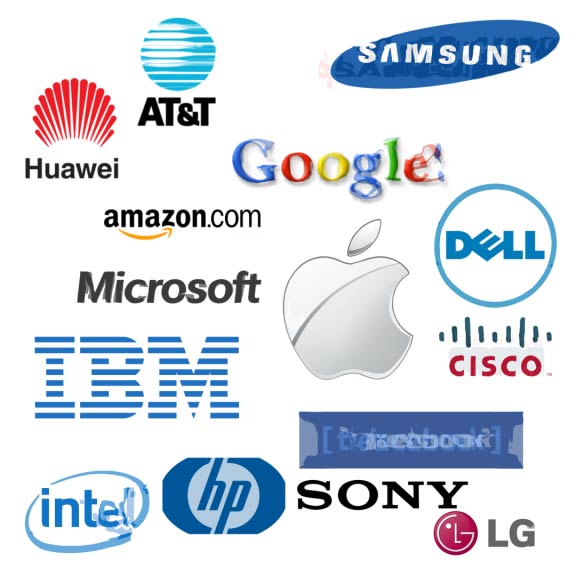 SAMSUNG
AT&T
Huawei
Google
amazon.com
DELL
Microsoft
CISCO
IBM
intel
hp
SONY
LG